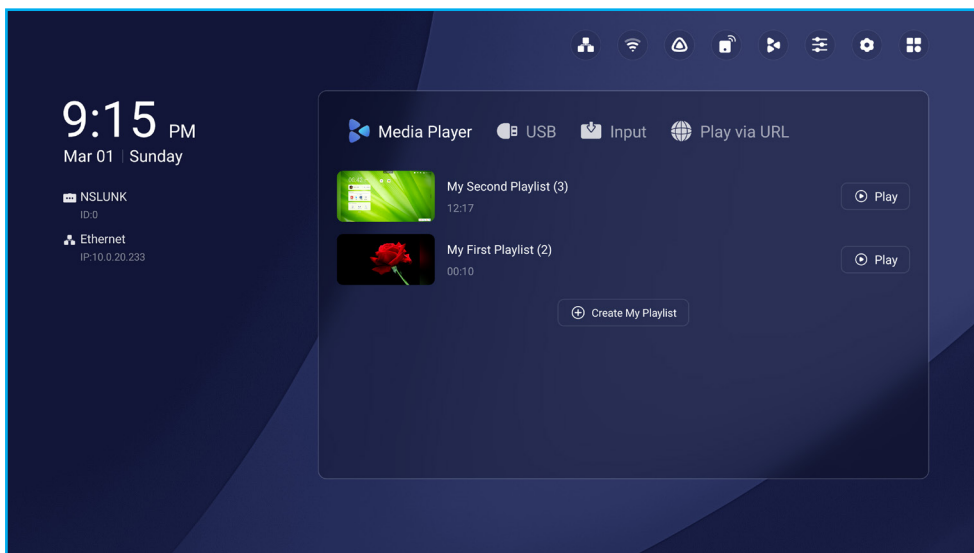 9:15 PM
Mar 01 | Sunday
NSLUNK
ID:0
Ethernet
IP:10.0.20.233
Media Player
USB
Input
Play via URL
My Second Playlist (3)
12:17
Play
My First Playlist (2)
00:10
Play
Create My Playlist